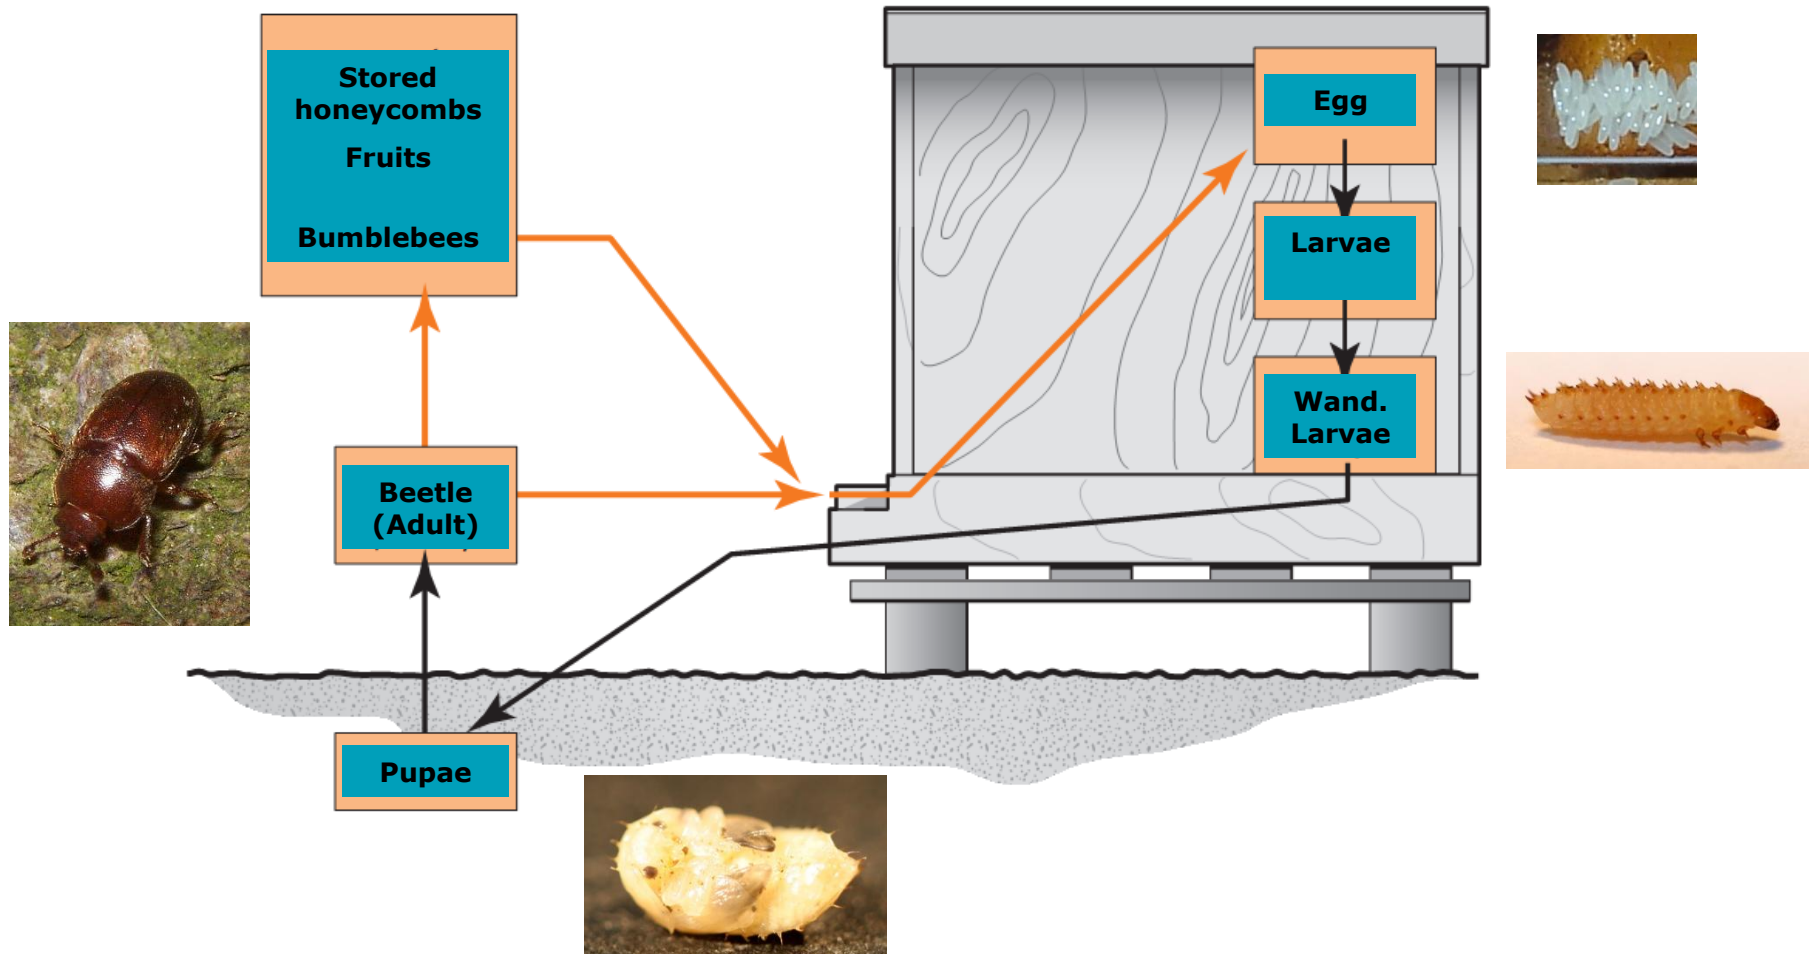 Stored
honeycombs
Fruits
Bumblebees
Egg
Larvae
Wand.
Larvae
Beetle
(Adult)
Pupae